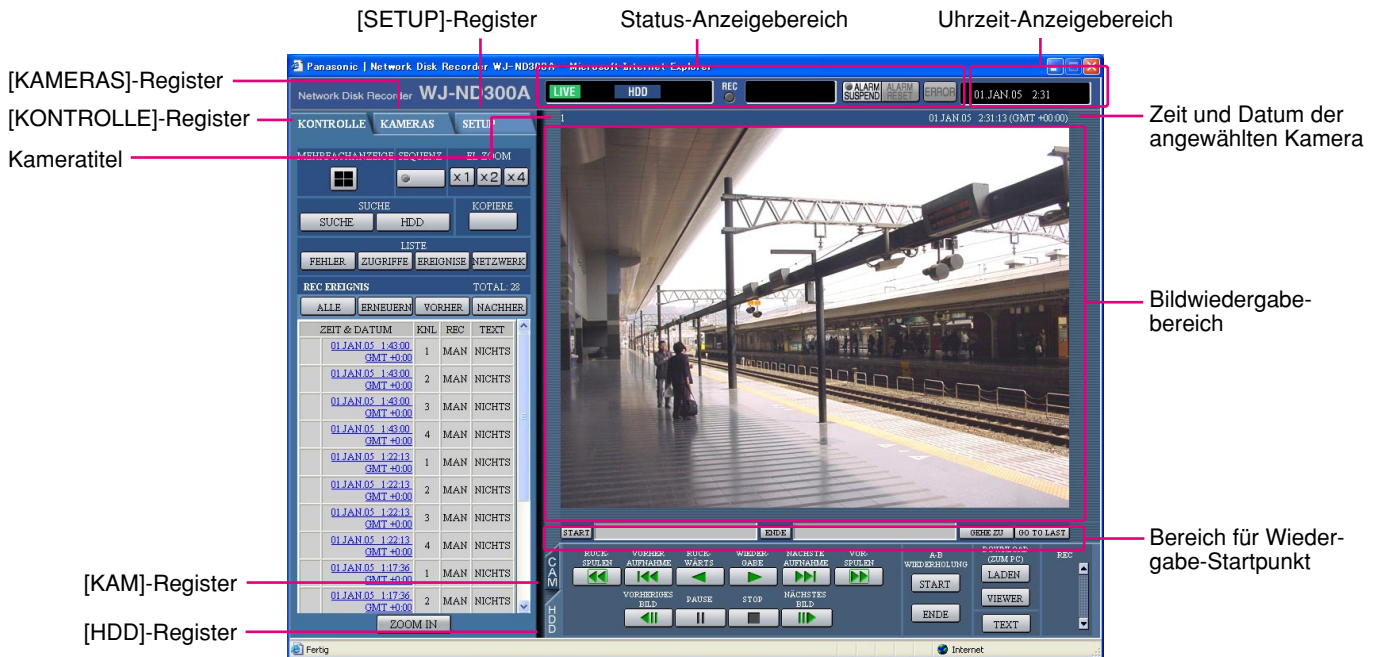 [SETUP]-Register
Status-Anzeigebereich
Uhrzeit-Anzeigebereich
[KAMERAS]-Register
[KONTROLLE]-Register
Kameratitel
Zeit und Datum der
angewählten Kamera
Bildwiedergabe-
bereich
Bereich für Wieder-
gabe-Startpunkt
[KAM]-Register
[HDD]-Register
Panasonic | Network Disk Recorder WJ-ND300A - Microsoft Internet Explorer
Network Disk Recorder WJ-ND300A
LIVE HDD REC ALARM SUSPEND ALARM RESET ERROR 01.JAN.05 2:31
KONTROLLE KAMERAS SETUP
1 01.JAN.05 2:31:13 (GMT +00:00)
MEHRFACHANZEIGE SEQUENZ EL-ZOOM
x1 x2 x4
SUCHE KOPIERE
SUCHE HDD
LISTE
FEHLER ZUGRIFFE EREIGNISE NETZWERK
REC EREIGNIS TOTAL: 28
ALLE ERNEUERN VORHER NACHHER
ZEIT & DATUM KNL REC TEXT
01.JAN.05 1:43:00 GMT +0:00 1 MAN NICHTS
01.JAN.05 1:43:00 GMT +0:00 2 MAN NICHTS
01.JAN.05 1:43:00 GMT +0:00 3 MAN NICHTS
01.JAN.05 1:43:00 GMT +0:00 4 MAN NICHTS
01.JAN.05 1:22:13 GMT +0:00 1 MAN NICHTS
01.JAN.05 1:22:13 GMT +0:00 2 MAN NICHTS
01.JAN.05 1:22:13 GMT +0:00 3 MAN NICHTS
01.JAN.05 1:22:13 GMT +0:00 4 MAN NICHTS
01.JAN.05 1:17:36 GMT +0:00 1 MAN NICHTS
01.JAN.05 1:17:36 GMT +0:00 2 MAN NICHTS
ZOOM IN
START ENDE GEHE ZU GO TO LAST
CAM
HDD
RÜCK-
SPULEN
VORHER
AUFNAHME
RÜCK-
WÄRTS
WIEDER-
GABE
NÄCHSTE
AUFNAHME
VOR-
SPULEN
VORHERIGES
BILD
PAUSE
STOP
NÄCHSTES
BILD
A-B
WIEDERHOLUNG
START
ENDE
DOWNLOAD
(ZUM PC)
LADEN
VIEWER
TEXT
REC
Fertig
Internet